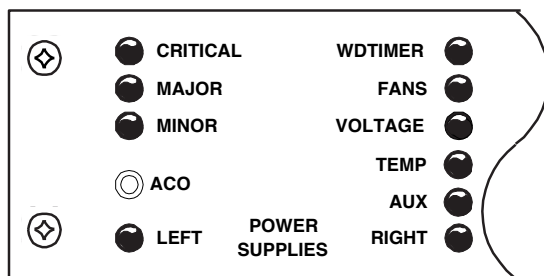 CRITICAL WDTIMER
MAJOR FANS
MINOR VOLTAGE
TEMP
ACO
AUX
LEFT POWER SUPPLIES RIGHT